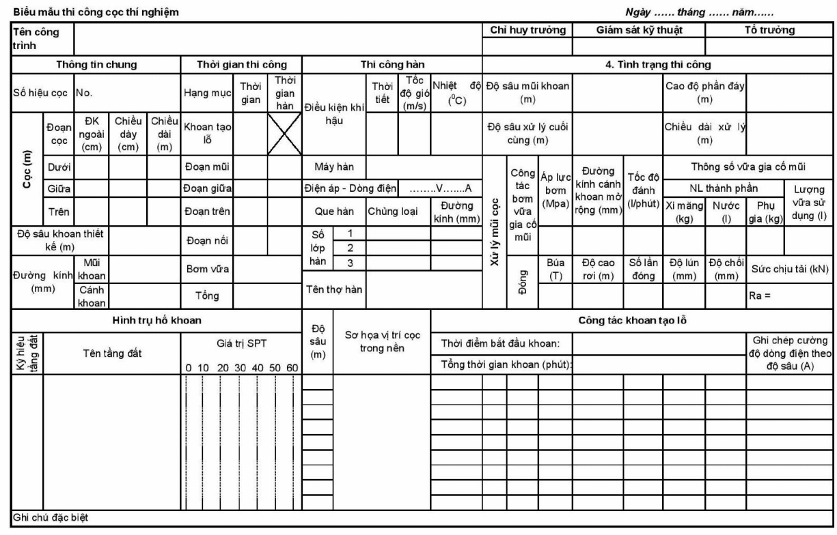 Biểu mẫu thi công cọc thí nghiệm
Ngày …… tháng …… năm……
Tên công trình
Chỉ huy trưởng
Giám sát kỹ thuật
Tổ trưởng
Thông tin chung
Thời gian thi công
Thi công hàn
4. Tình trạng thi công
Số hiệu cọc
No.
Hạng mục
Thời gian
Thời gian hàn
Điều kiện khí hậu
Thời tiết
Tốc độ gió (m/s)
Nhiệt độ (⁰C)
Độ sâu mũi khoan (m)
Cao độ phần đáy (m)
Cọc (m)
Đoạn cọc
ĐK ngoài (cm)
Chiều dày (cm)
Chiều dài (m)
Khoan tạo lỗ
Độ sâu xử lý cuối cùng (m)
Chiều dài xử lý (m)
Dưới
Đoạn mũi
Máy hàn
Xử lý mũi cọc
Công tác bơm vữa gia cố mũi
Áp lực bơm (Mpa)
Đường kính cánh khoan mở rộng (mm)
Tốc độ đánh (l/phút)
Thông số vữa gia cố mũi
Giữa
Đoạn giữa
Điện áp - Dòng điện
……..V…....A
NL thành phần
Lượng vữa sử dụng (l)
Trên
Đoạn trên
Que hàn
Chủng loại
Đường kính (mm)
Xi măng (kg)
Nước (l)
Phụ gia (kg)
Độ sâu khoan thiết kế (m)
Đoạn nối
Số lớp hàn
1
2
3
Đường kính (mm)
Mũi khoan
Bơm vữa
Đóng
Búa (T)
Độ cao rơi (m)
Số lần đóng
Độ lún (mm)
Độ chối (mm)
Sức chịu tải (kN)
Cánh khoan
Tổng
Tên thợ hàn
Ra =
Hình trụ hố khoan
Độ sâu (m)
Sơ họa vị trí cọc trong nền
Công tác khoan tạo lỗ
Ký hiệu tầng đất
Tên tầng đất
Giá trị SPT
0 10 20 30 40 50 60
Thời điểm bắt đầu khoan:
Tổng thời gian khoan (phút):
Ghi chép cường độ dòng điện theo độ sâu (A)
Ghi chú đặc biệt